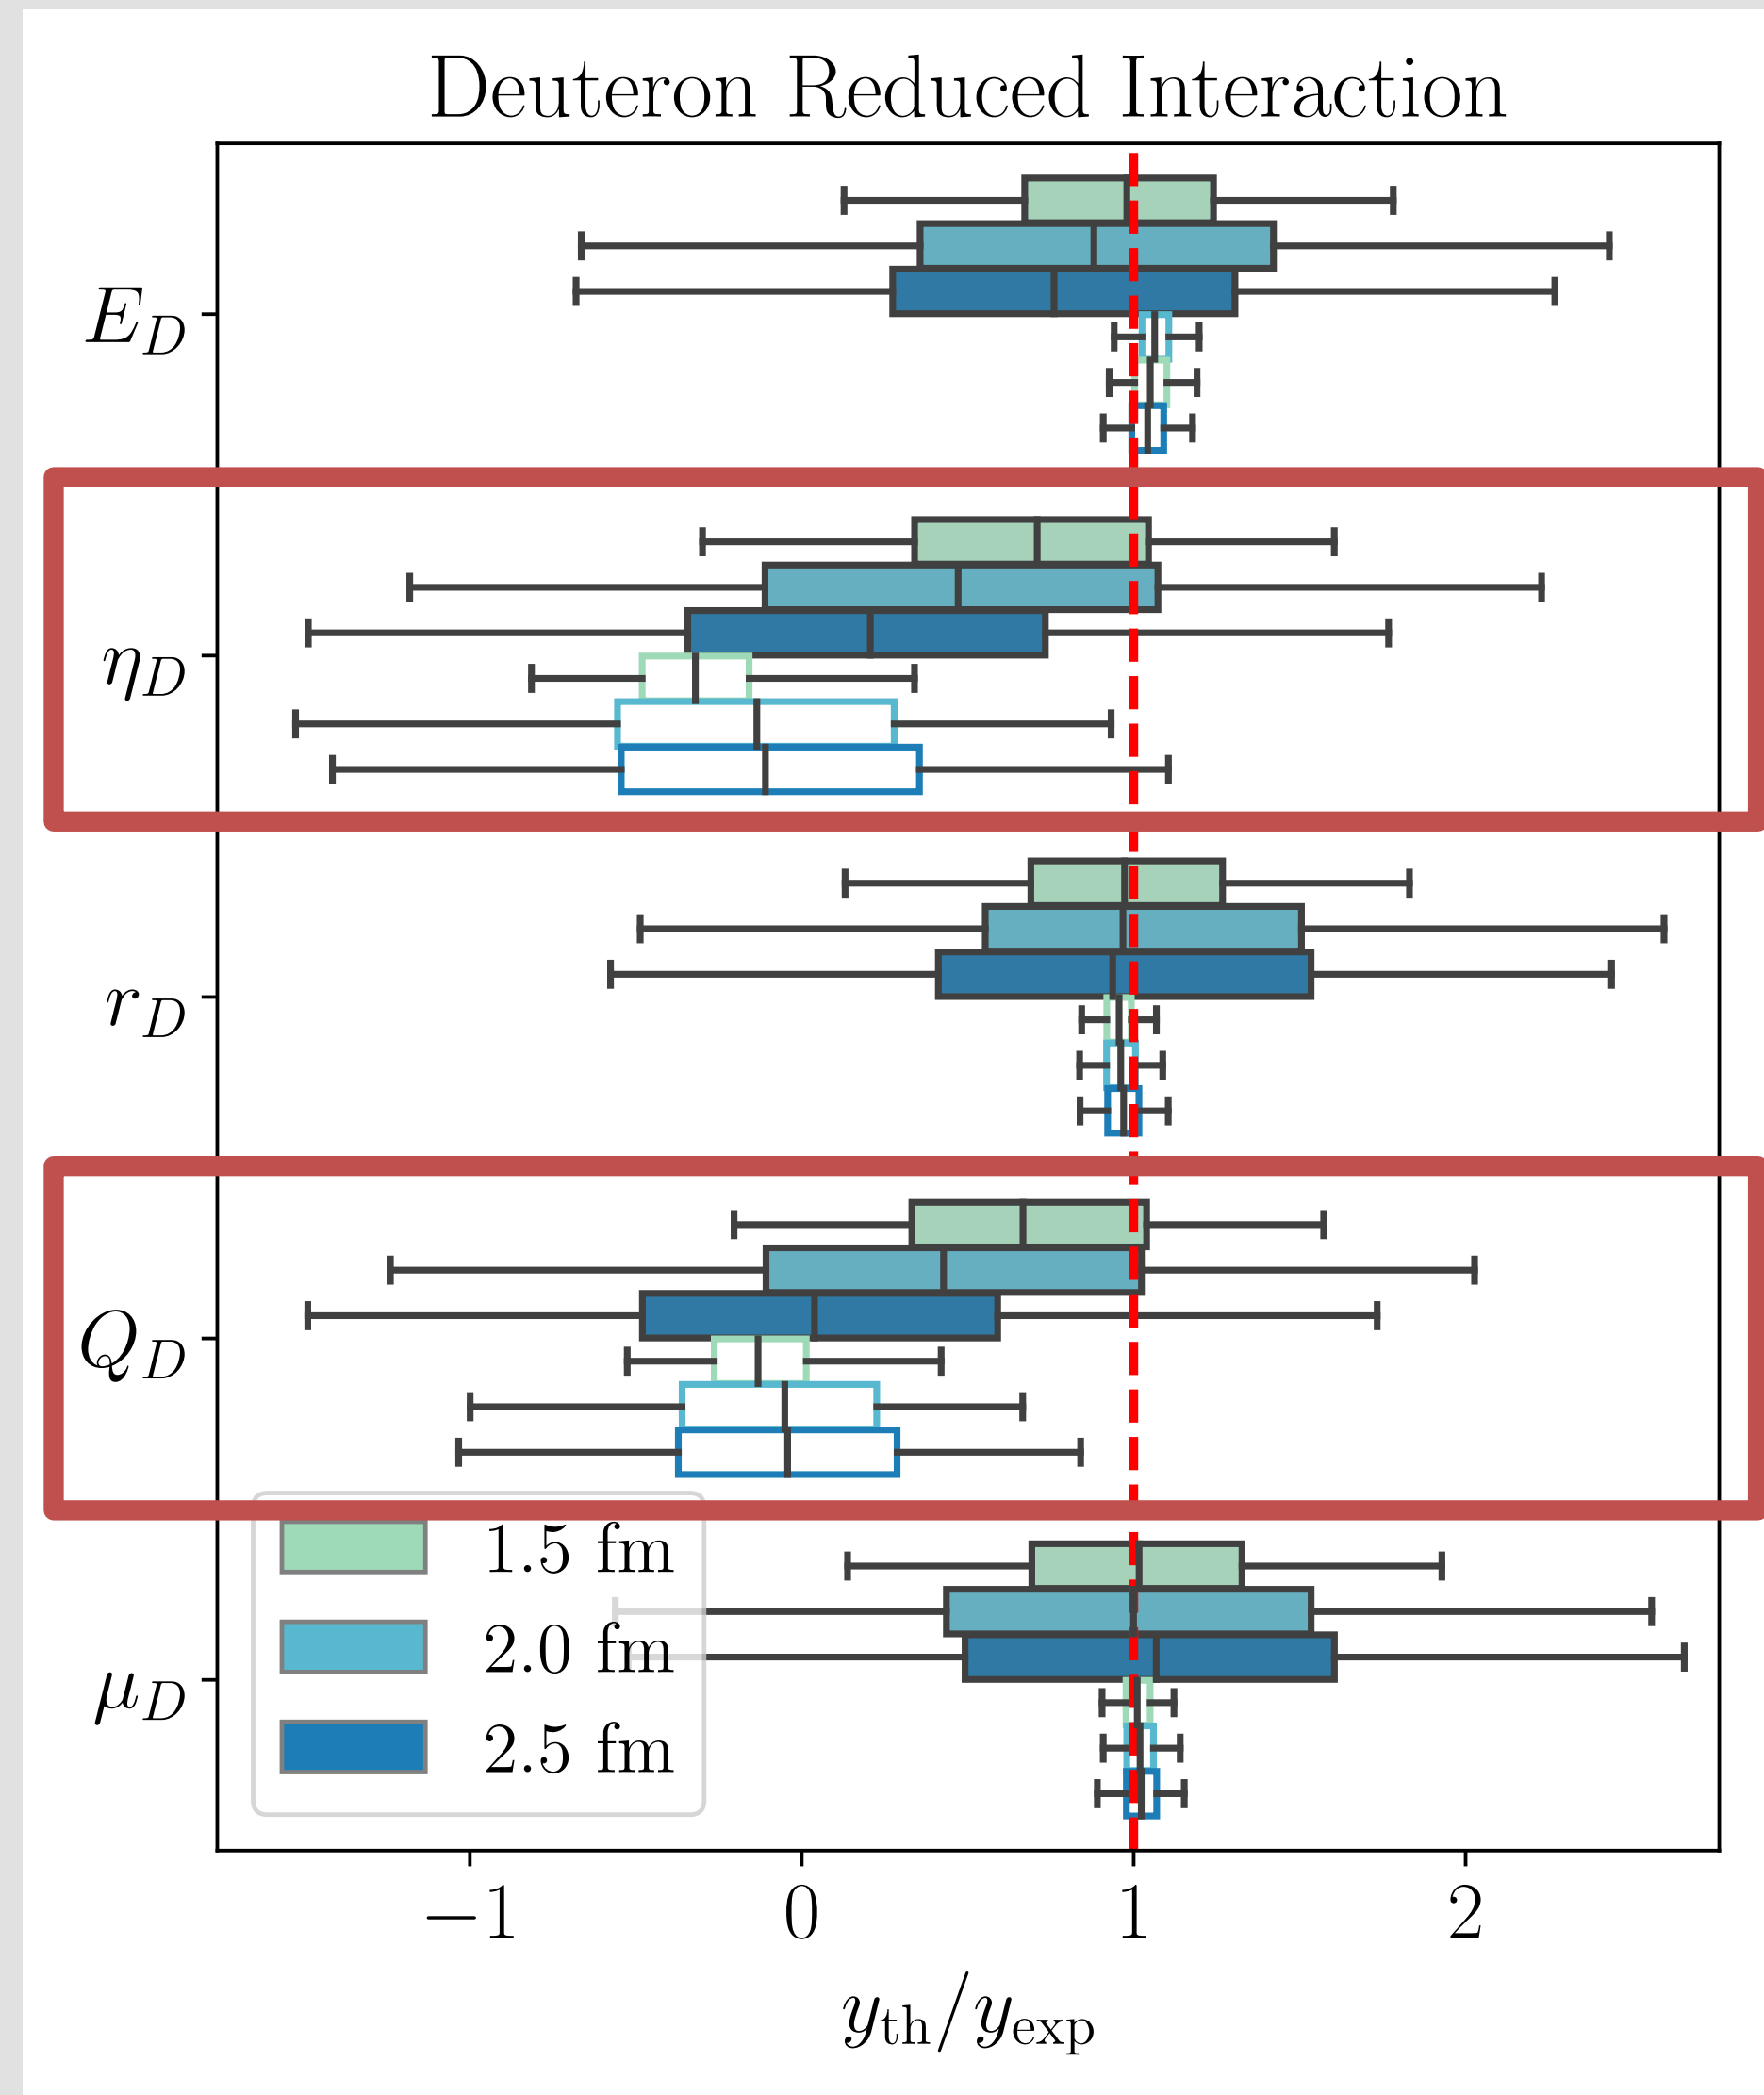 Deuteron Reduced Interaction
E_D
η_D
r_D
Q_D
1.5 fm
2.0 fm
μ_D
2.5 fm
−1 0 1 2
y_th/y_exp